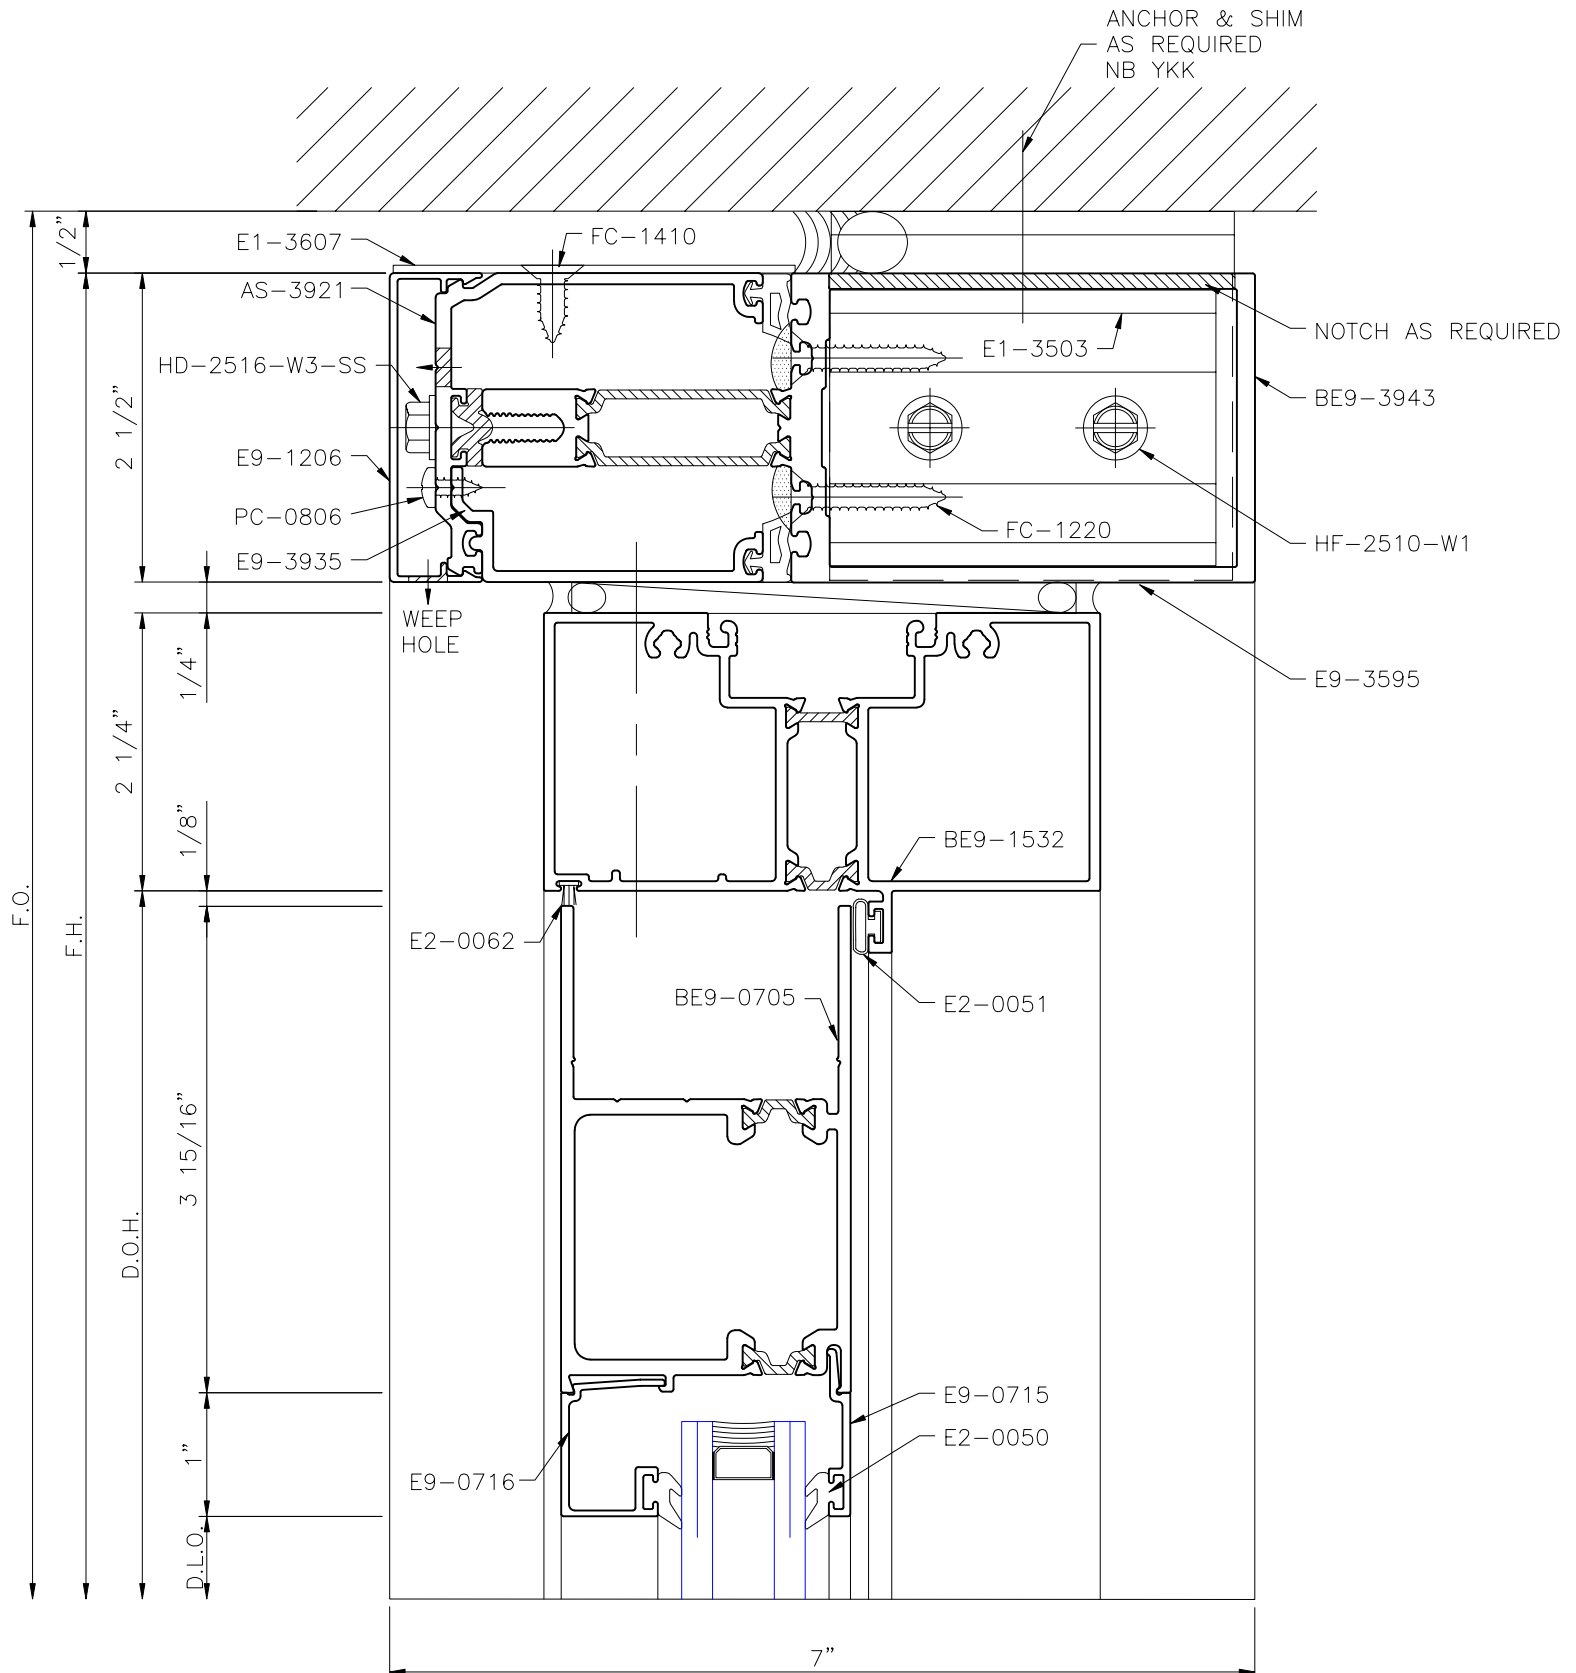 ANCHOR & SHIM
AS REQUIRED
NB YKK
1/2"
E1-3607
FC-1410
AS-3921
NOTCH AS REQUIRED
E1-3503
HD-2516-W3-SS
BE9-3943
2 1/2"
E9-1206
PC-0806
FC-1220
HF-2510-W1
E9-3935
WEEP
HOLE
1/4"
E9-3595
2 1/4"
1/8"
BE9-1532
F.O.
F.H.
E2-0062
BE9-0705
E2-0051
3 15/16"
D.O.H.
E9-0715
E2-0050
1"
E9-0716
D.L.O.
7"